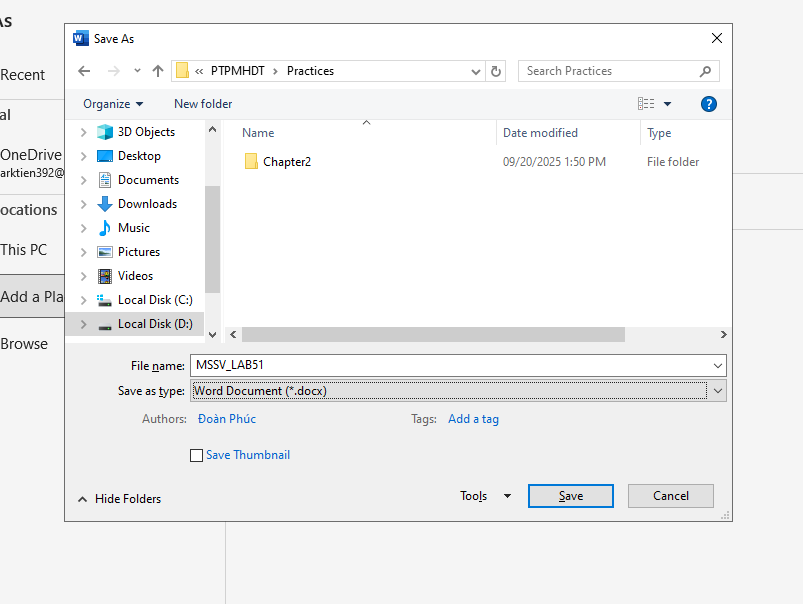 As
Save As
« PTPMHDT > Practices
Search Practices
Recent
Organize
New folder
al
OneDrive
arktien392@
ocations
This PC
Add a Pla
Browse
3D Objects
Desktop
Documents
Downloads
Music
Pictures
Videos
Local Disk (C:)
Local Disk (D:)
Name Date modified Type
Chapter2 09/20/2025 1:50 PM File folder
File name: MSSV_LAB51
Save as type: Word Document (*.docx)
Authors: Đoàn Phúc Tags: Add a tag
Save Thumbnail
Hide Folders
Tools
Save
Cancel